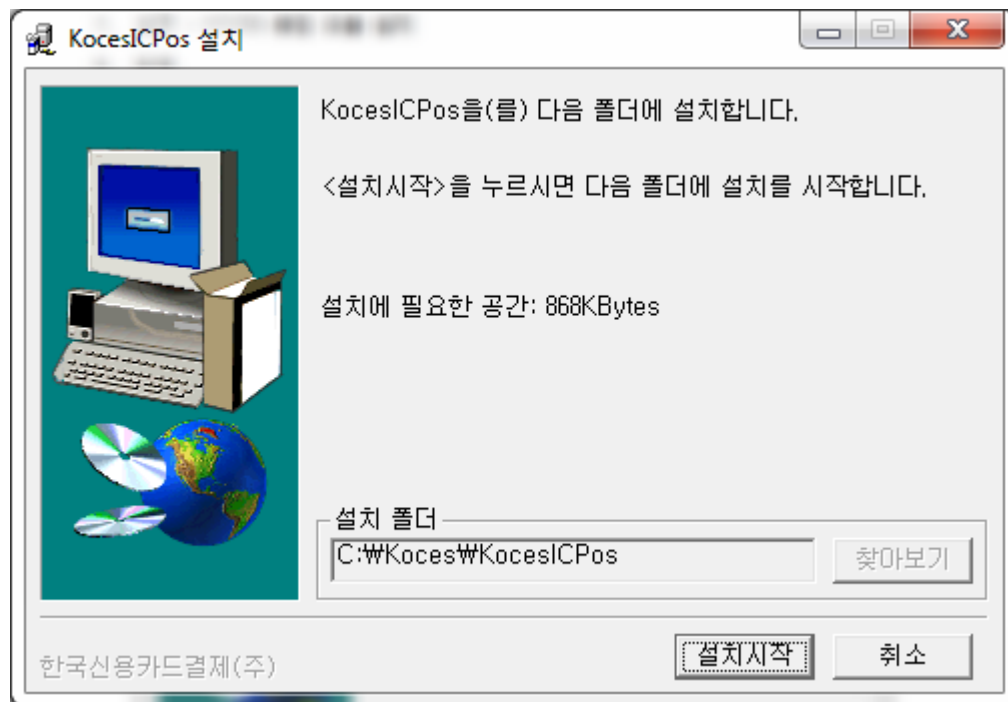 KocesICPos 설치
KocesICPos을(를) 다음 폴더에 설치합니다.
<설치시작>을 누르시면 다음 폴더에 설치를 시작합니다.
설치에 필요한 공간: 868KBytes
설치 폴더
C:₩Koces₩KocesICPos
찾아보기
한국신용카드결제(주)
설치시작
취소